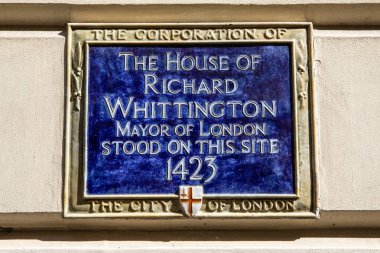 THE CORPORATION OF
THE HOUSE OF
RICHARD
WHITTINGTON
MAYOR OF LONDON
STOOD ON THIS SITE
1423
THE CITY OF LONDON